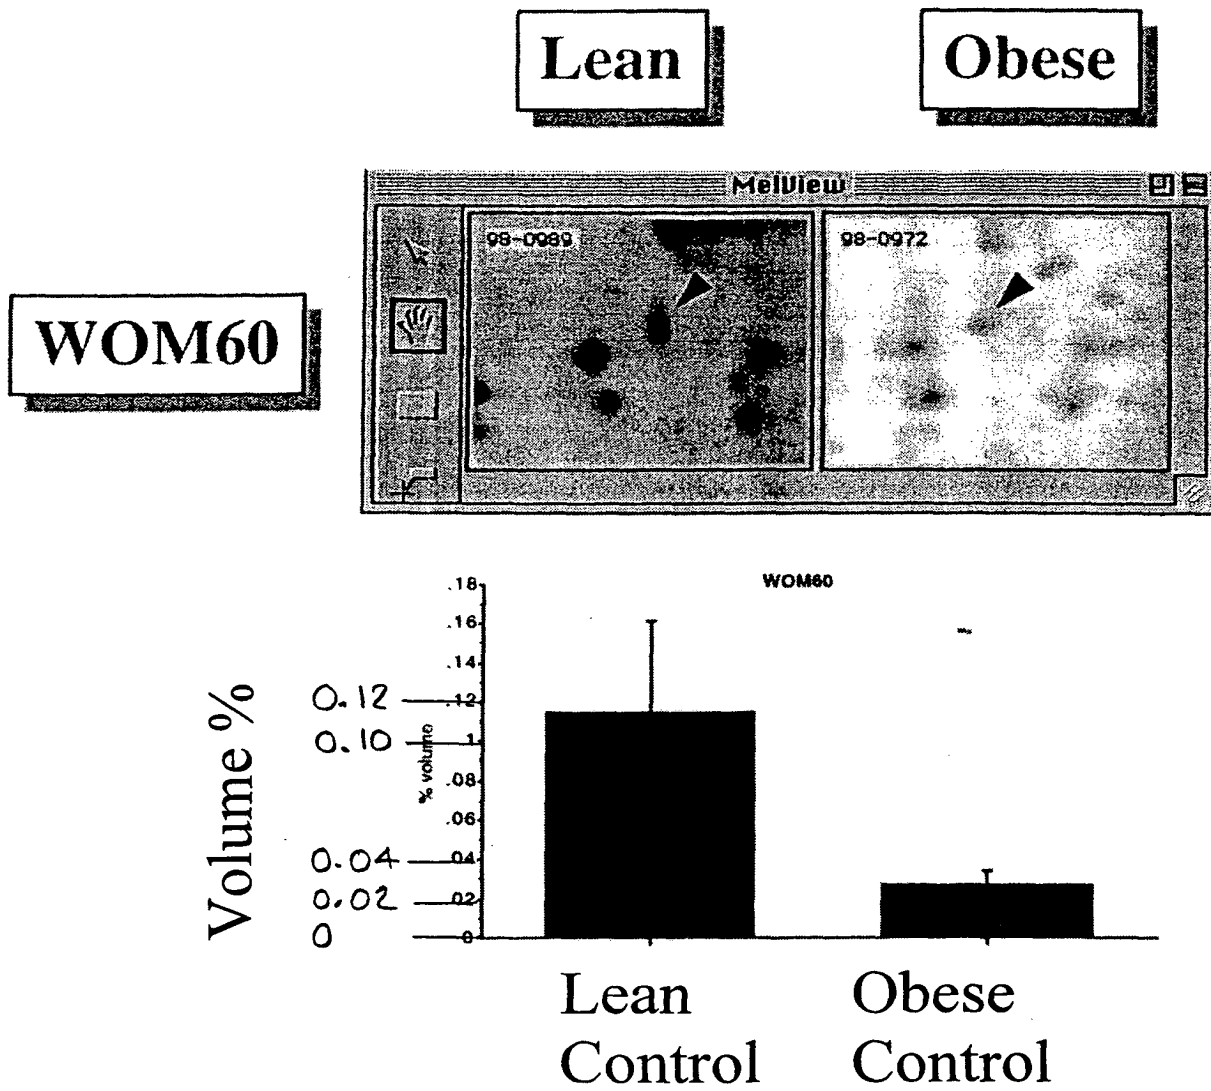 Lean Obese
MelView
98-0989 98-0972
WOM60
WOM60
.18
.16
.14
0.12 .12
0.10 .1
.08
.06
0.04 .04
0.02 .02
0 0
% volume
Volume %
Lean Obese
Control Control